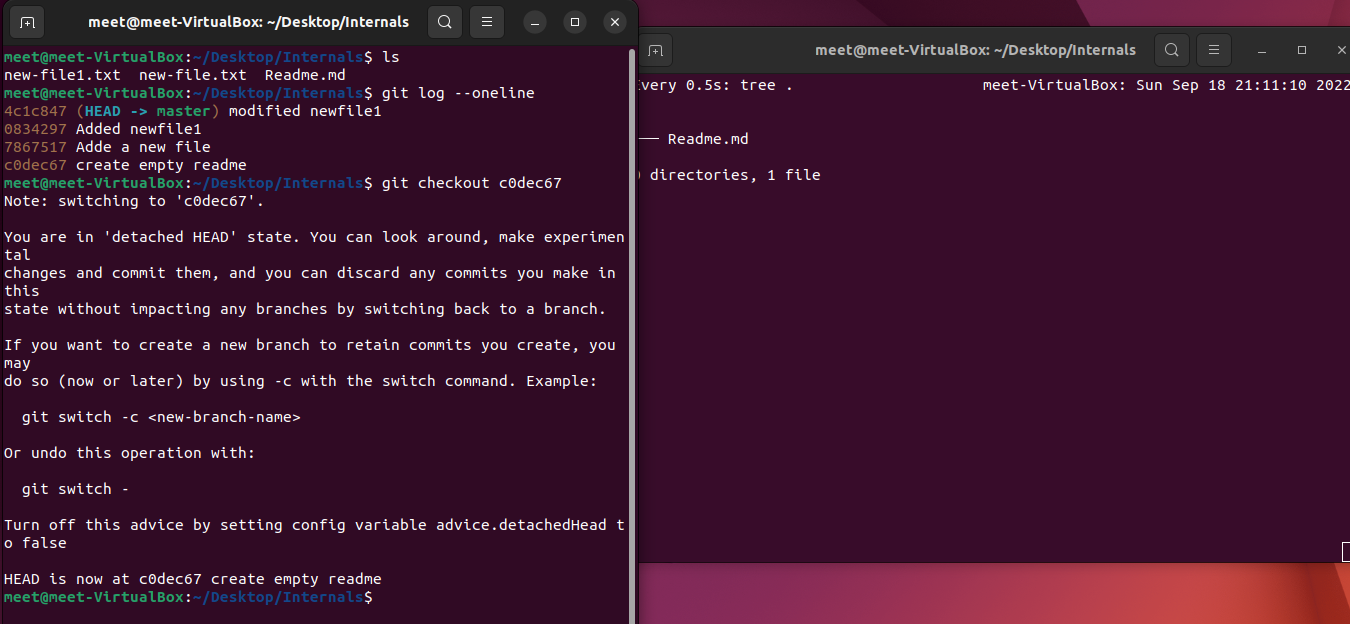 meet@meet-VirtualBox: ~/Desktop/Internals
meet@meet-VirtualBox:~/Desktop/Internals$ ls
new-file1.txt  new-file.txt  Readme.md
meet@meet-VirtualBox:~/Desktop/Internals$ git log --oneline
4c1c847 (HEAD -> master) modified newfile1
0834297 Added newfile1
7867517 Adde a new file
c0dec67 create empty readme
meet@meet-VirtualBox:~/Desktop/Internals$ git checkout c0dec67
Note: switching to 'c0dec67'.
You are in 'detached HEAD' state. You can look around, make experimen
tal
changes and commit them, and you can discard any commits you make in
this
state without impacting any branches by switching back to a branch.
If you want to create a new branch to retain commits you create, you
may
do so (now or later) by using -c with the switch command. Example:
  git switch -c <new-branch-name>
Or undo this operation with:
  git switch -
Turn off this advice by setting config variable advice.detachedHead t
o false
HEAD is now at c0dec67 create empty readme
meet@meet-VirtualBox:~/Desktop/Internals$
meet@meet-VirtualBox: ~/Desktop/Internals
every 0.5s: tree .    meet-VirtualBox: Sun Sep 18 21:11:10 2022
── Readme.md
directories, 1 file